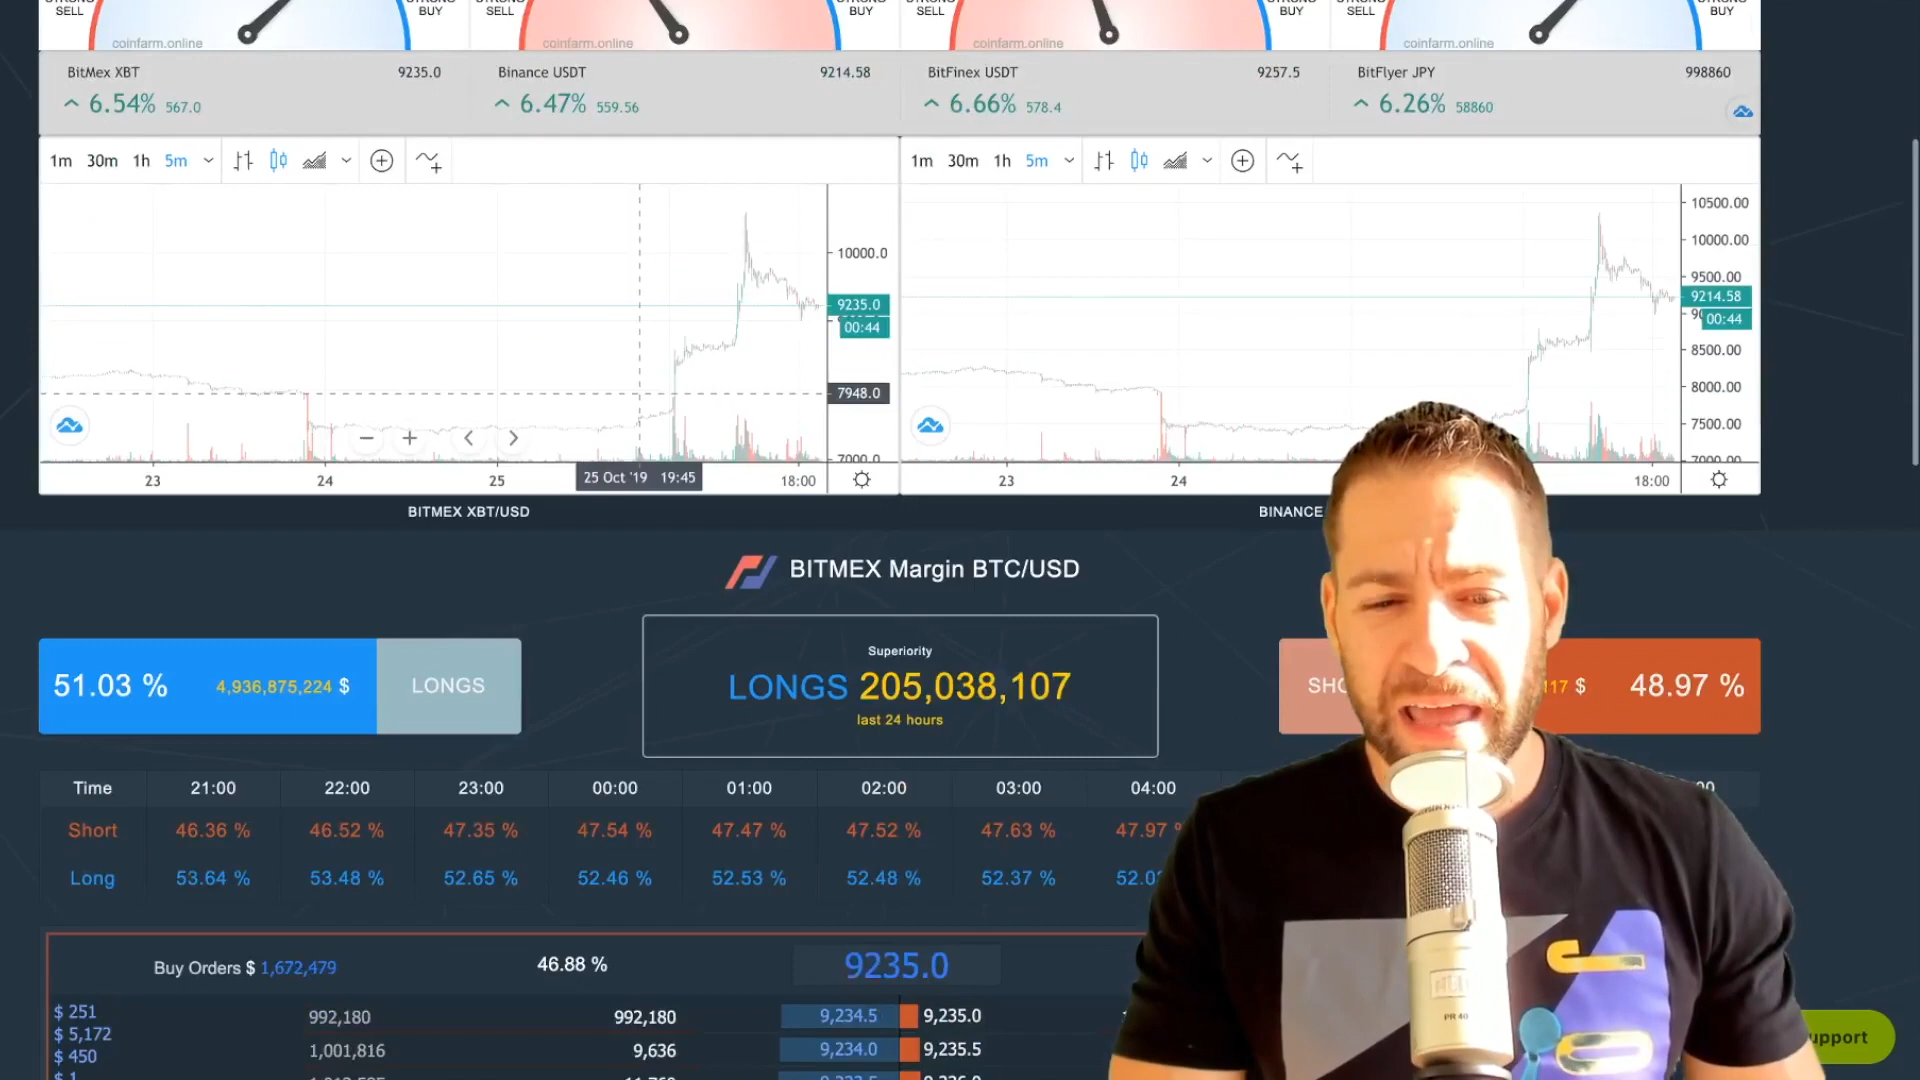 SELL BUY SELL BUY SELL BUY
coinfarm.online coinfarm.online coinfarm.online coinfarm.online
BitMex XBT 9235.0 Binance USDT 9214.58 BitFinex USDT 9257.5 BitFlyer JPY 998860
6.54% 567.0 6.47% 559.56 6.66% 578.4 6.26% 58860
1m 30m 1h 5m 1m 30m 1h 5m
10500.00
10000.0 10000.00
9500.00
9235.0 9214.58
00:44 00:44
8500.00
7948.0 8000.00
7500.00
7000.0 7000.00
23 24 25 25 Oct '19 19:45 18:00 23 24 18:00
BITMEX XBT/USD BINANCE
BITMEX Margin BTC/USD
Superiority
51.03 % 4,936,875,224 $ LONGS LONGS 205,038,107 117 $ 48.97 %
last 24 hours
Time 21:00 22:00 23:00 00:00 01:00 02:00 03:00 04:00
Short 46.36 % 46.52 % 47.35 % 47.54 % 47.47 % 47.52 % 47.63 % 47.97 %
Long 53.64 % 53.48 % 52.65 % 52.46 % 52.53 % 52.48 % 52.37 %
Buy Orders $ 1,672,479 46.88 % 9235.0
$ 251 992,180 992,180 9,234.5 9,235.0
$ 5,172
$ 450 1,001,816 9,636 9,234.0 9,235.5
PR 40
upport